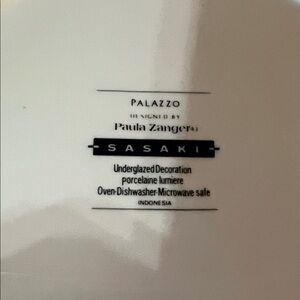 PALAZZO
DESIGNED BY
Paula Zanger©
SASAKI
Underglazed Decoration
porcelaine lumiere
Oven·Dishwasher·Microwave safe
INDONESIA